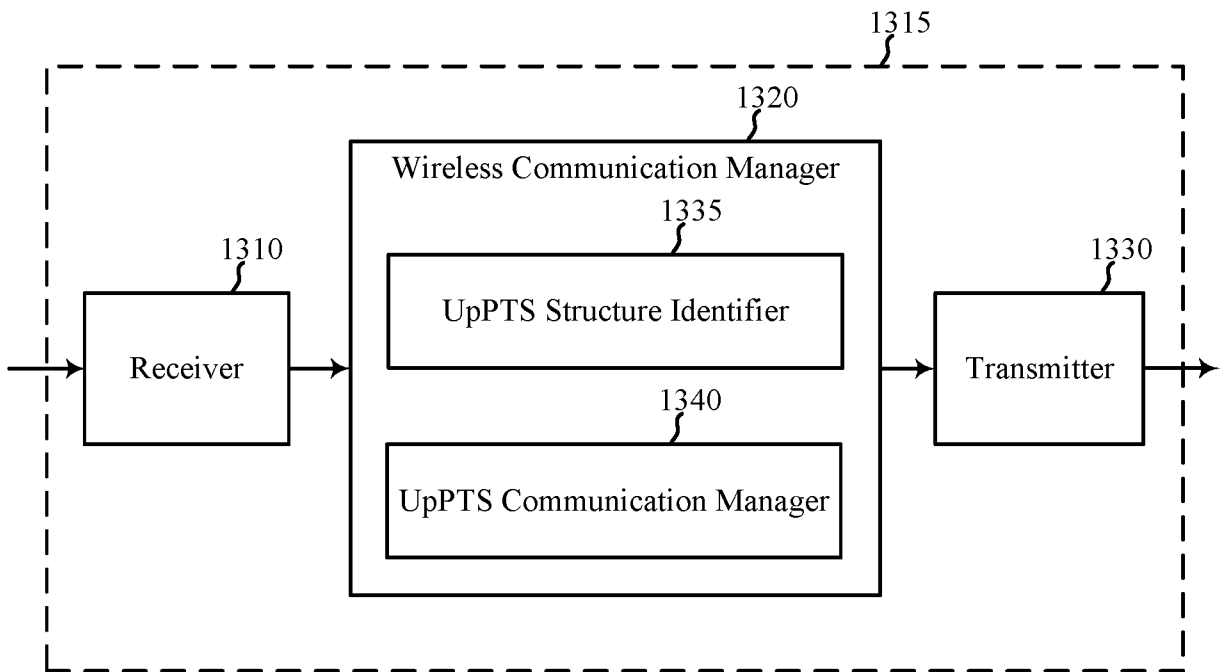 1315
1320
Wireless Communication Manager
1335
1310
1330
UpPTS Structure Identifier
Receiver
Transmitter
1340
UpPTS Communication Manager